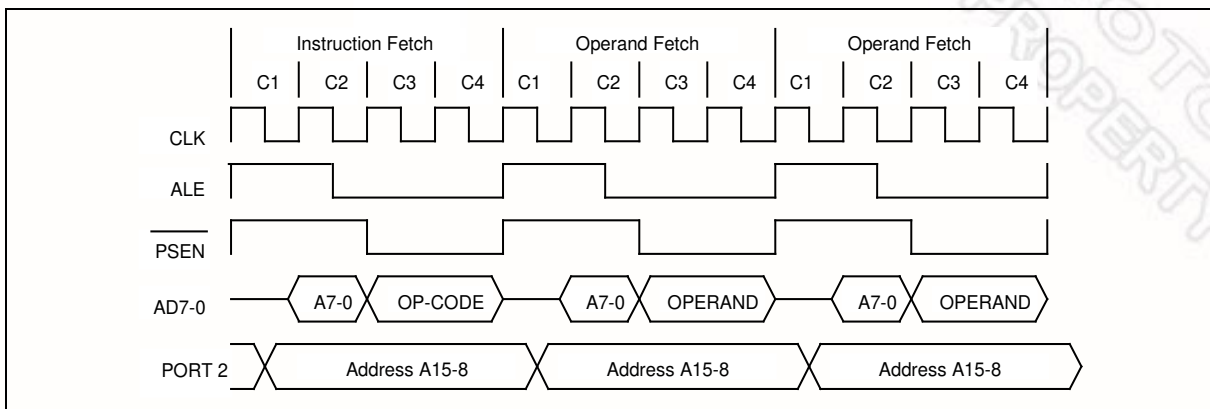 Instruction Fetch Operand Fetch Operand Fetch
C1 C2 C3 C4 C1 C2 C3 C4 C1 C2 C3 C4
CLK
ALE
PSEN
AD7-0 A7-0 OP-CODE A7-0 OPERAND A7-0 OPERAND
PORT 2 Address A15-8 Address A15-8 Address A15-8
PROPERTY